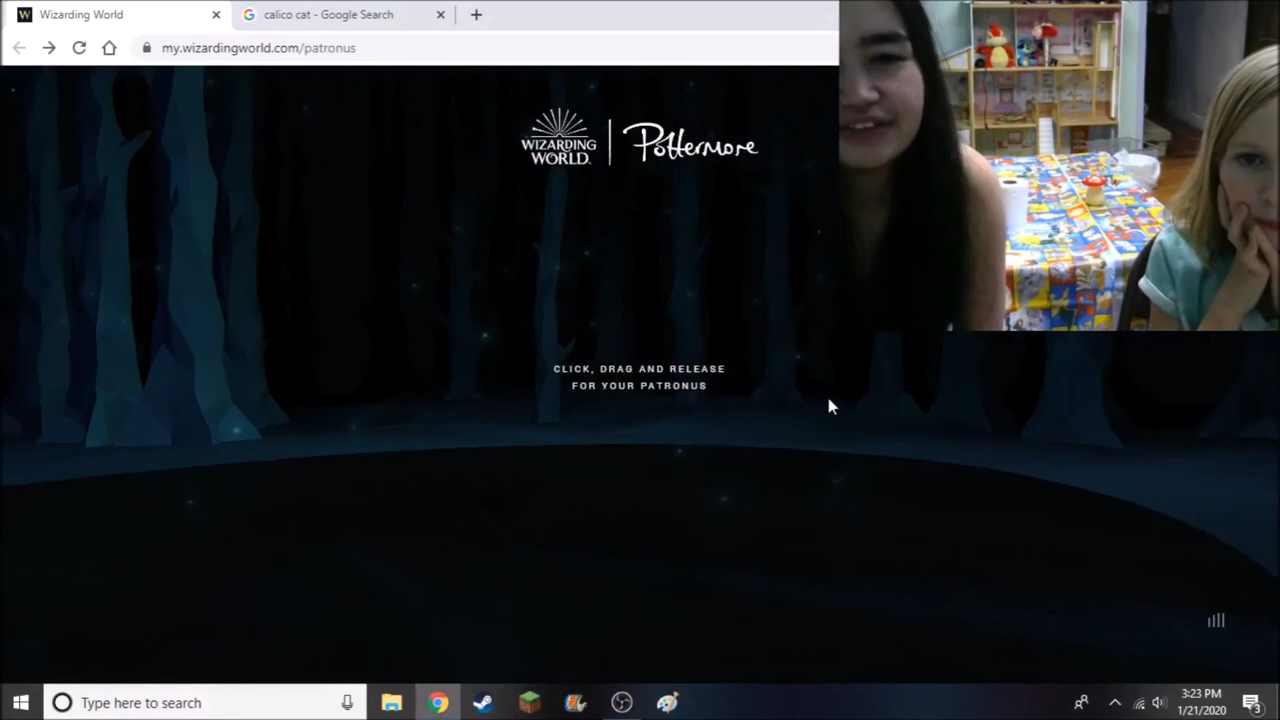 Wizarding World
calico cat - Google Search
my.wizardingworld.com/patronus
WIZARDING
WORLD
Pottermore
CLICK, DRAG AND RELEASE
FOR YOUR PATRONUS
Type here to search
3:23 PM
1/21/2020
3